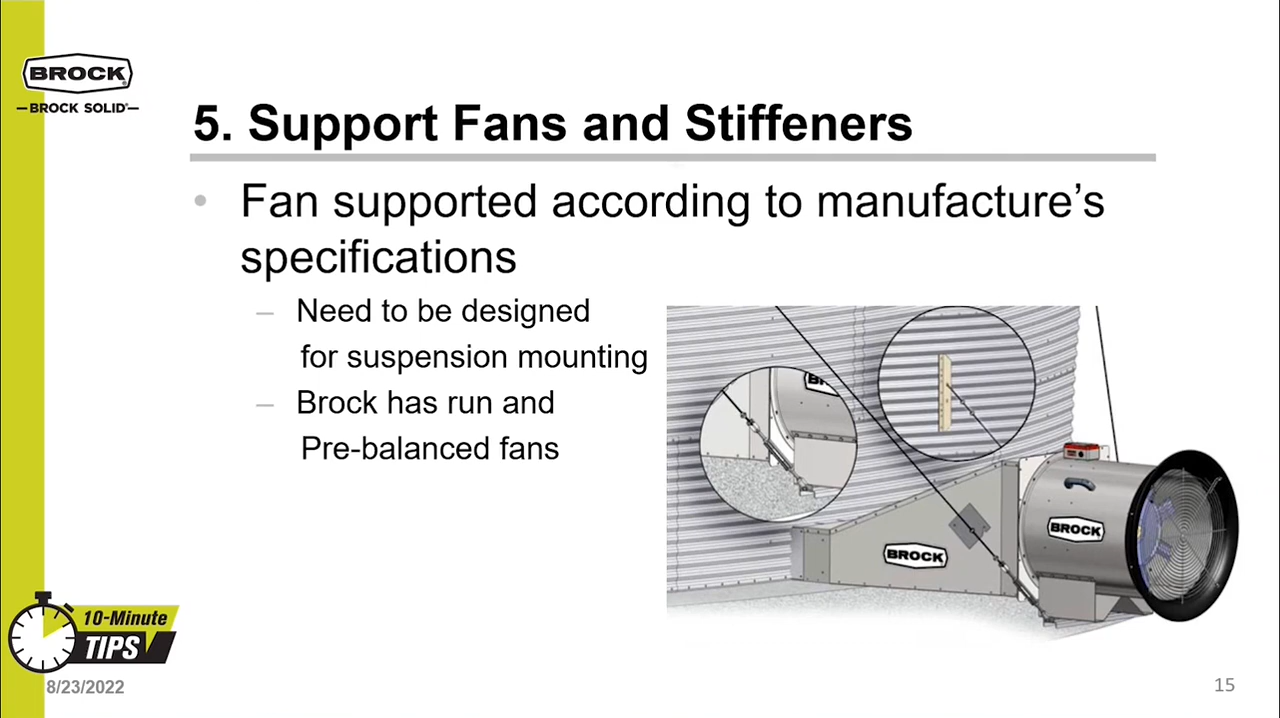 BROCK
BROCK SOLID
5. Support Fans and Stiffeners
• Fan supported according to manufacture's
specifications
– Need to be designed
for suspension mounting
– Brock has run and
Pre-balanced fans
BROCK
BROCK
10-Minute
TIPS
8/23/2022
15